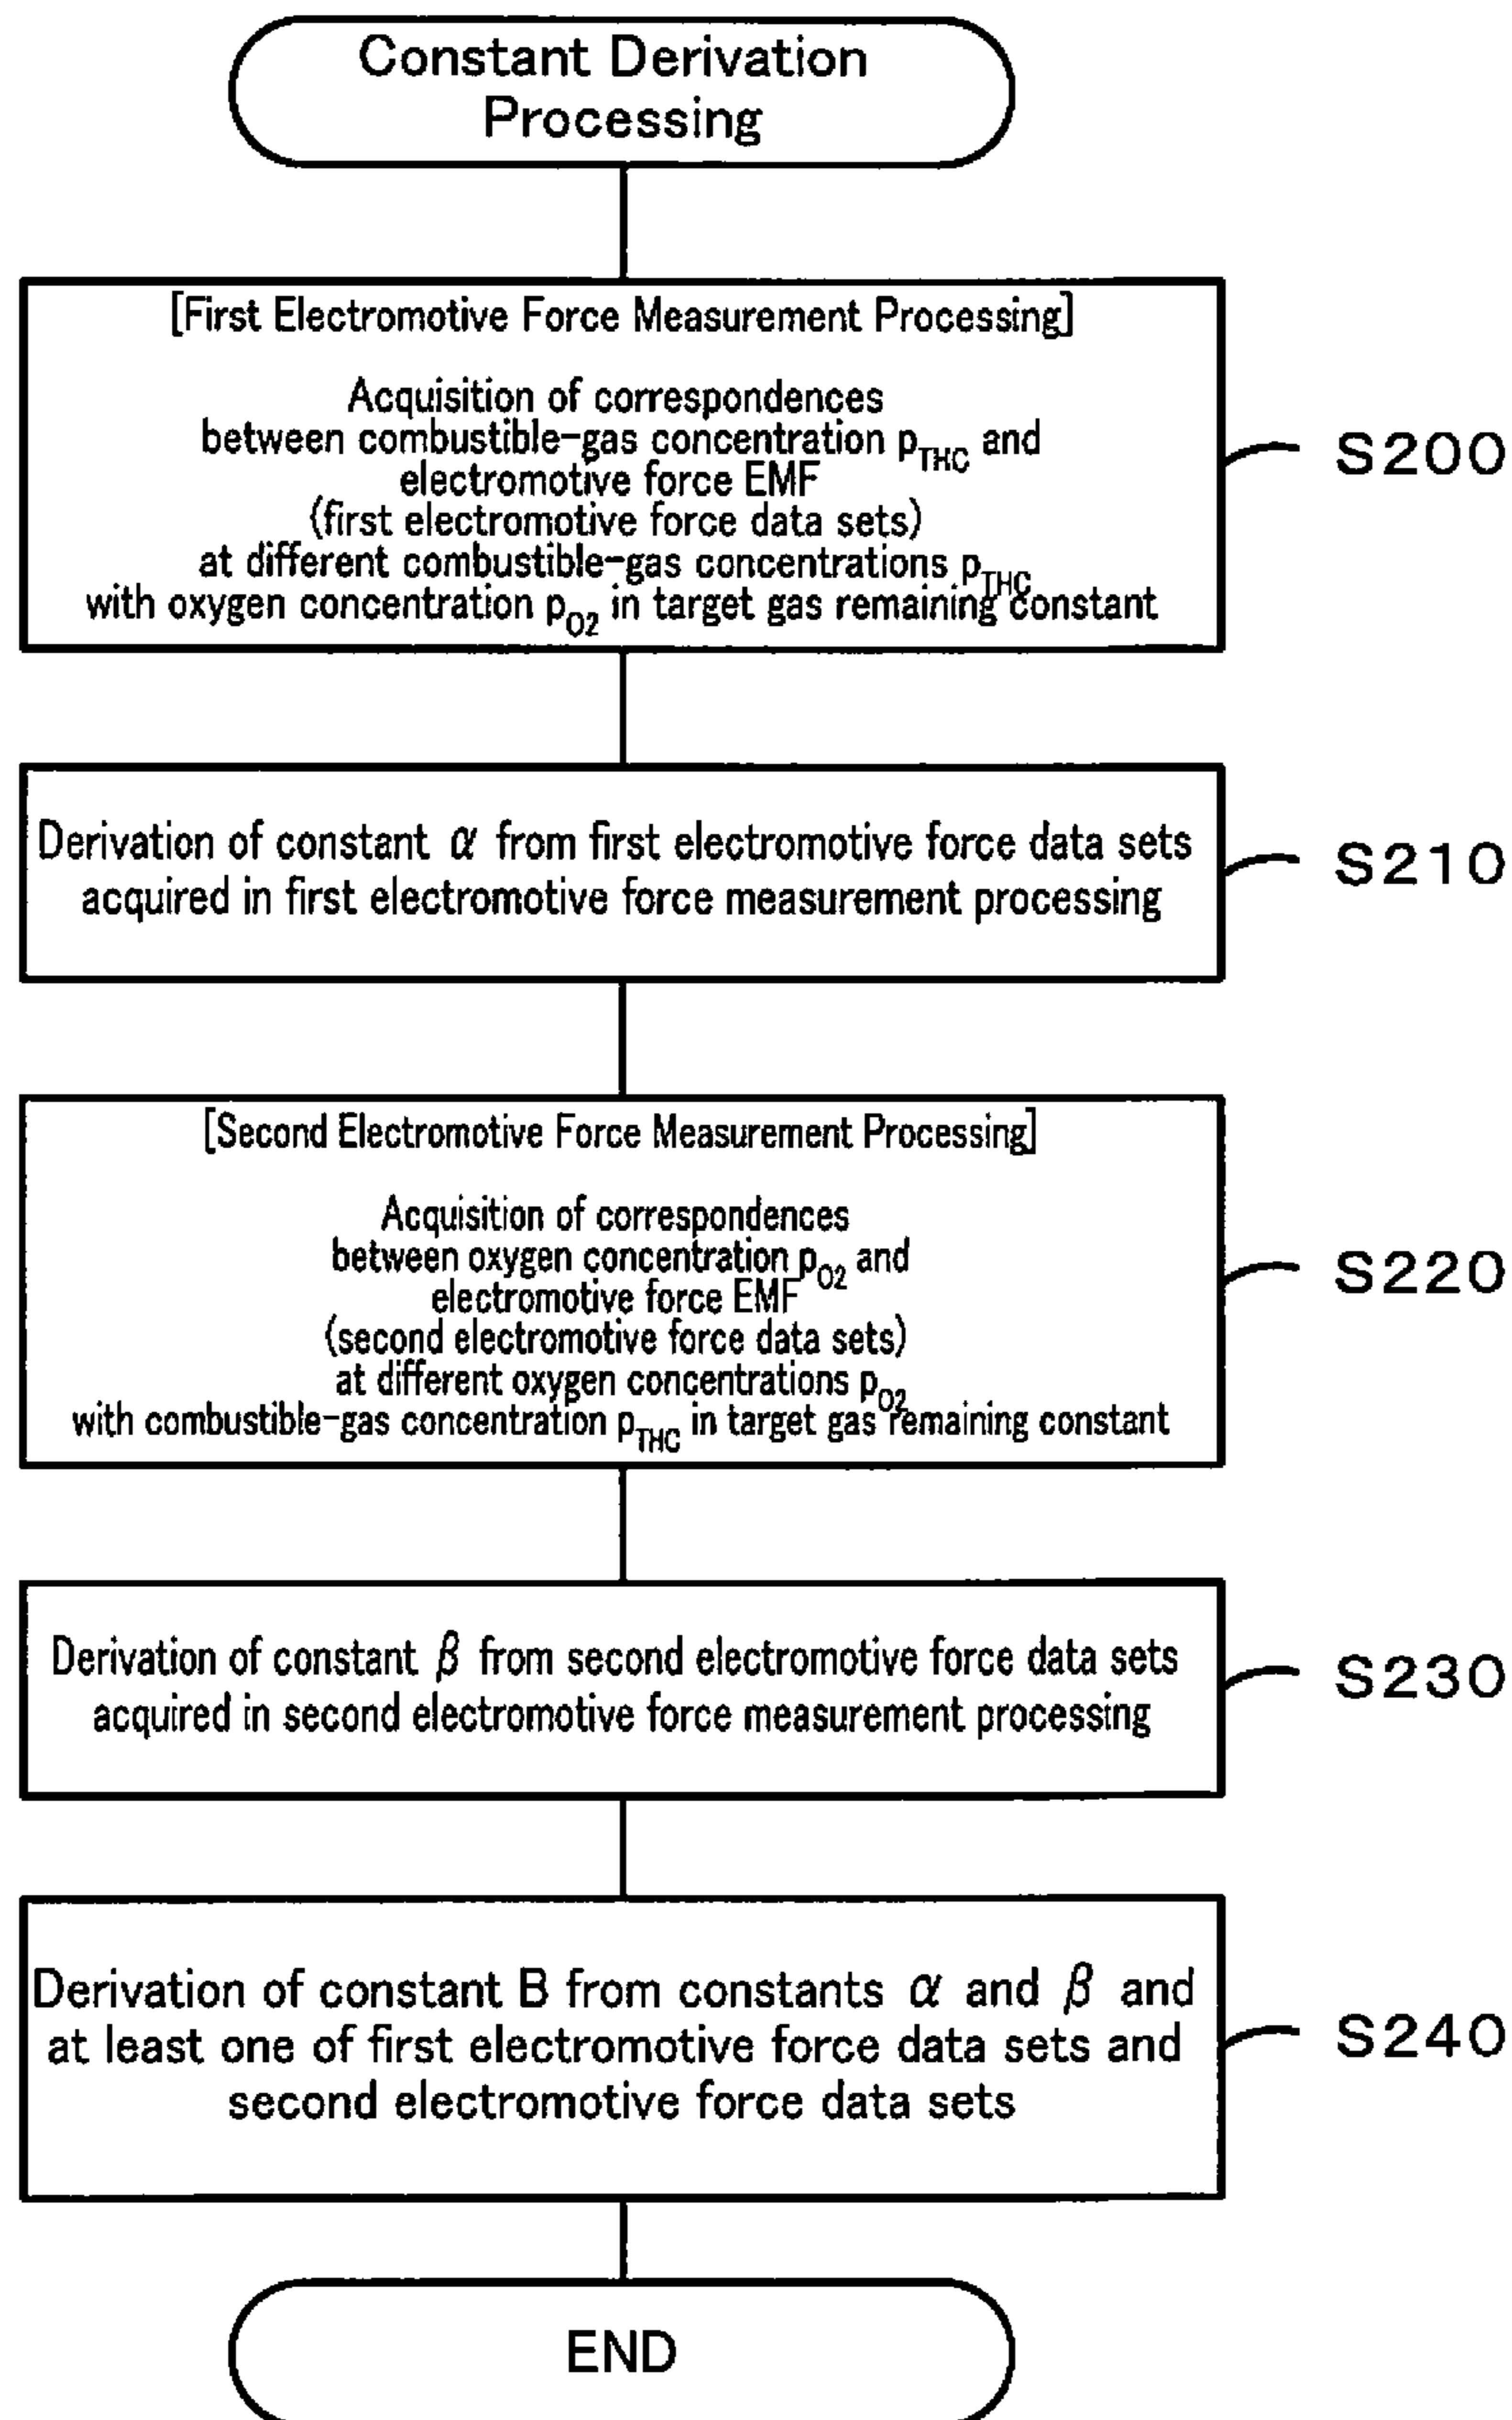 Constant Derivation
Processing
[First Electromotive Force Measurement Processing]
Acquisition of correspondences
between combustible-gas concentration pTHC and
electromotive force EMF
(first electromotive force data sets)
at different combustible-gas concentrations pTHC
with oxygen concentration pO2 in target gas remaining constant
S200
Derivation of constant α from first electromotive force data sets
acquired in first electromotive force measurement processing
S210
[Second Electromotive Force Measurement Processing]
Acquisition of correspondences
between oxygen concentration pO2 and
electromotive force EMF
(second electromotive force data sets)
at different oxygen concentrations pO2
with combustible-gas concentration pTHC in target gas remaining constant
S220
Derivation of constant β from second electromotive force data sets
acquired in second electromotive force measurement processing
S230
Derivation of constant B from constants α and β and
at least one of first electromotive force data sets and
second electromotive force data sets
S240
END